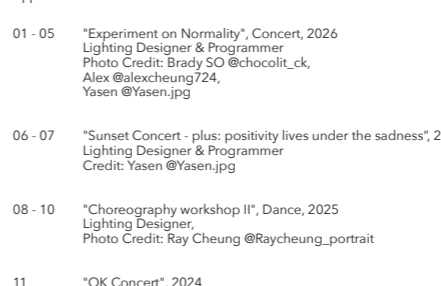 01 - 05 "Experiment on Normality", Concert, 2026
Lighting Designer & Programmer
Photo Credit: Brady SO @chocolit_ck,
Alex @alexcheung724,
Yasen @Yasen.jpg
06 - 07 "Sunset Concert - plus: positivity lives under the sadness”, 2
Lighting Designer & Programmer
Credit: Yasen @Yasen.jpg
08 - 10 "Choreography workshop II", Dance, 2025
Lighting Designer,
Photo Credit: Ray Cheung @Raycheung_portrait
11 "OK Concert", 2024